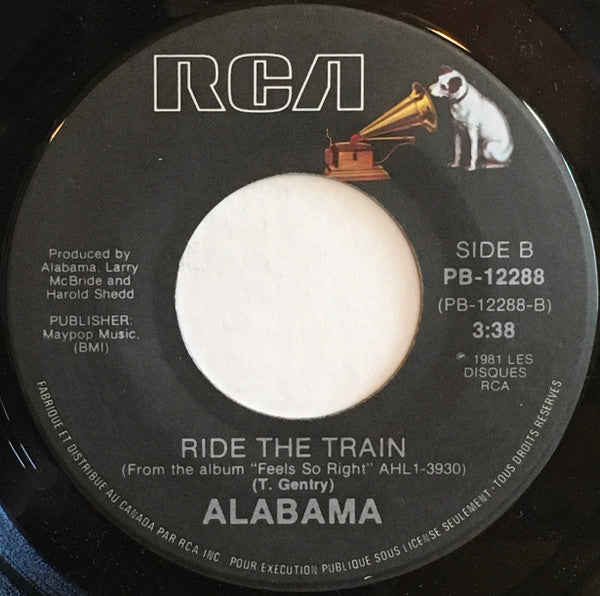 RCA
Produced by
Alabama, Larry
McBride and
Harold Shedd
PUBLISHER:
Maypop Music,
(BMI)
SIDE B
PB-12288
(PB-12288-B)
3:38
℗ 1981 LES
DISQUES
RCA
RIDE THE TRAIN
(From the album "Feels So Right" AHL1-3930)
(T. Gentry)
ALABAMA
FABRIQUE ET DISTRIBUE AU CANADA PAR RCA INC POUR EXECUTION PUBLIQUE SOUS LICENSE SEULEMENT - TOUS DROITS RESERVES